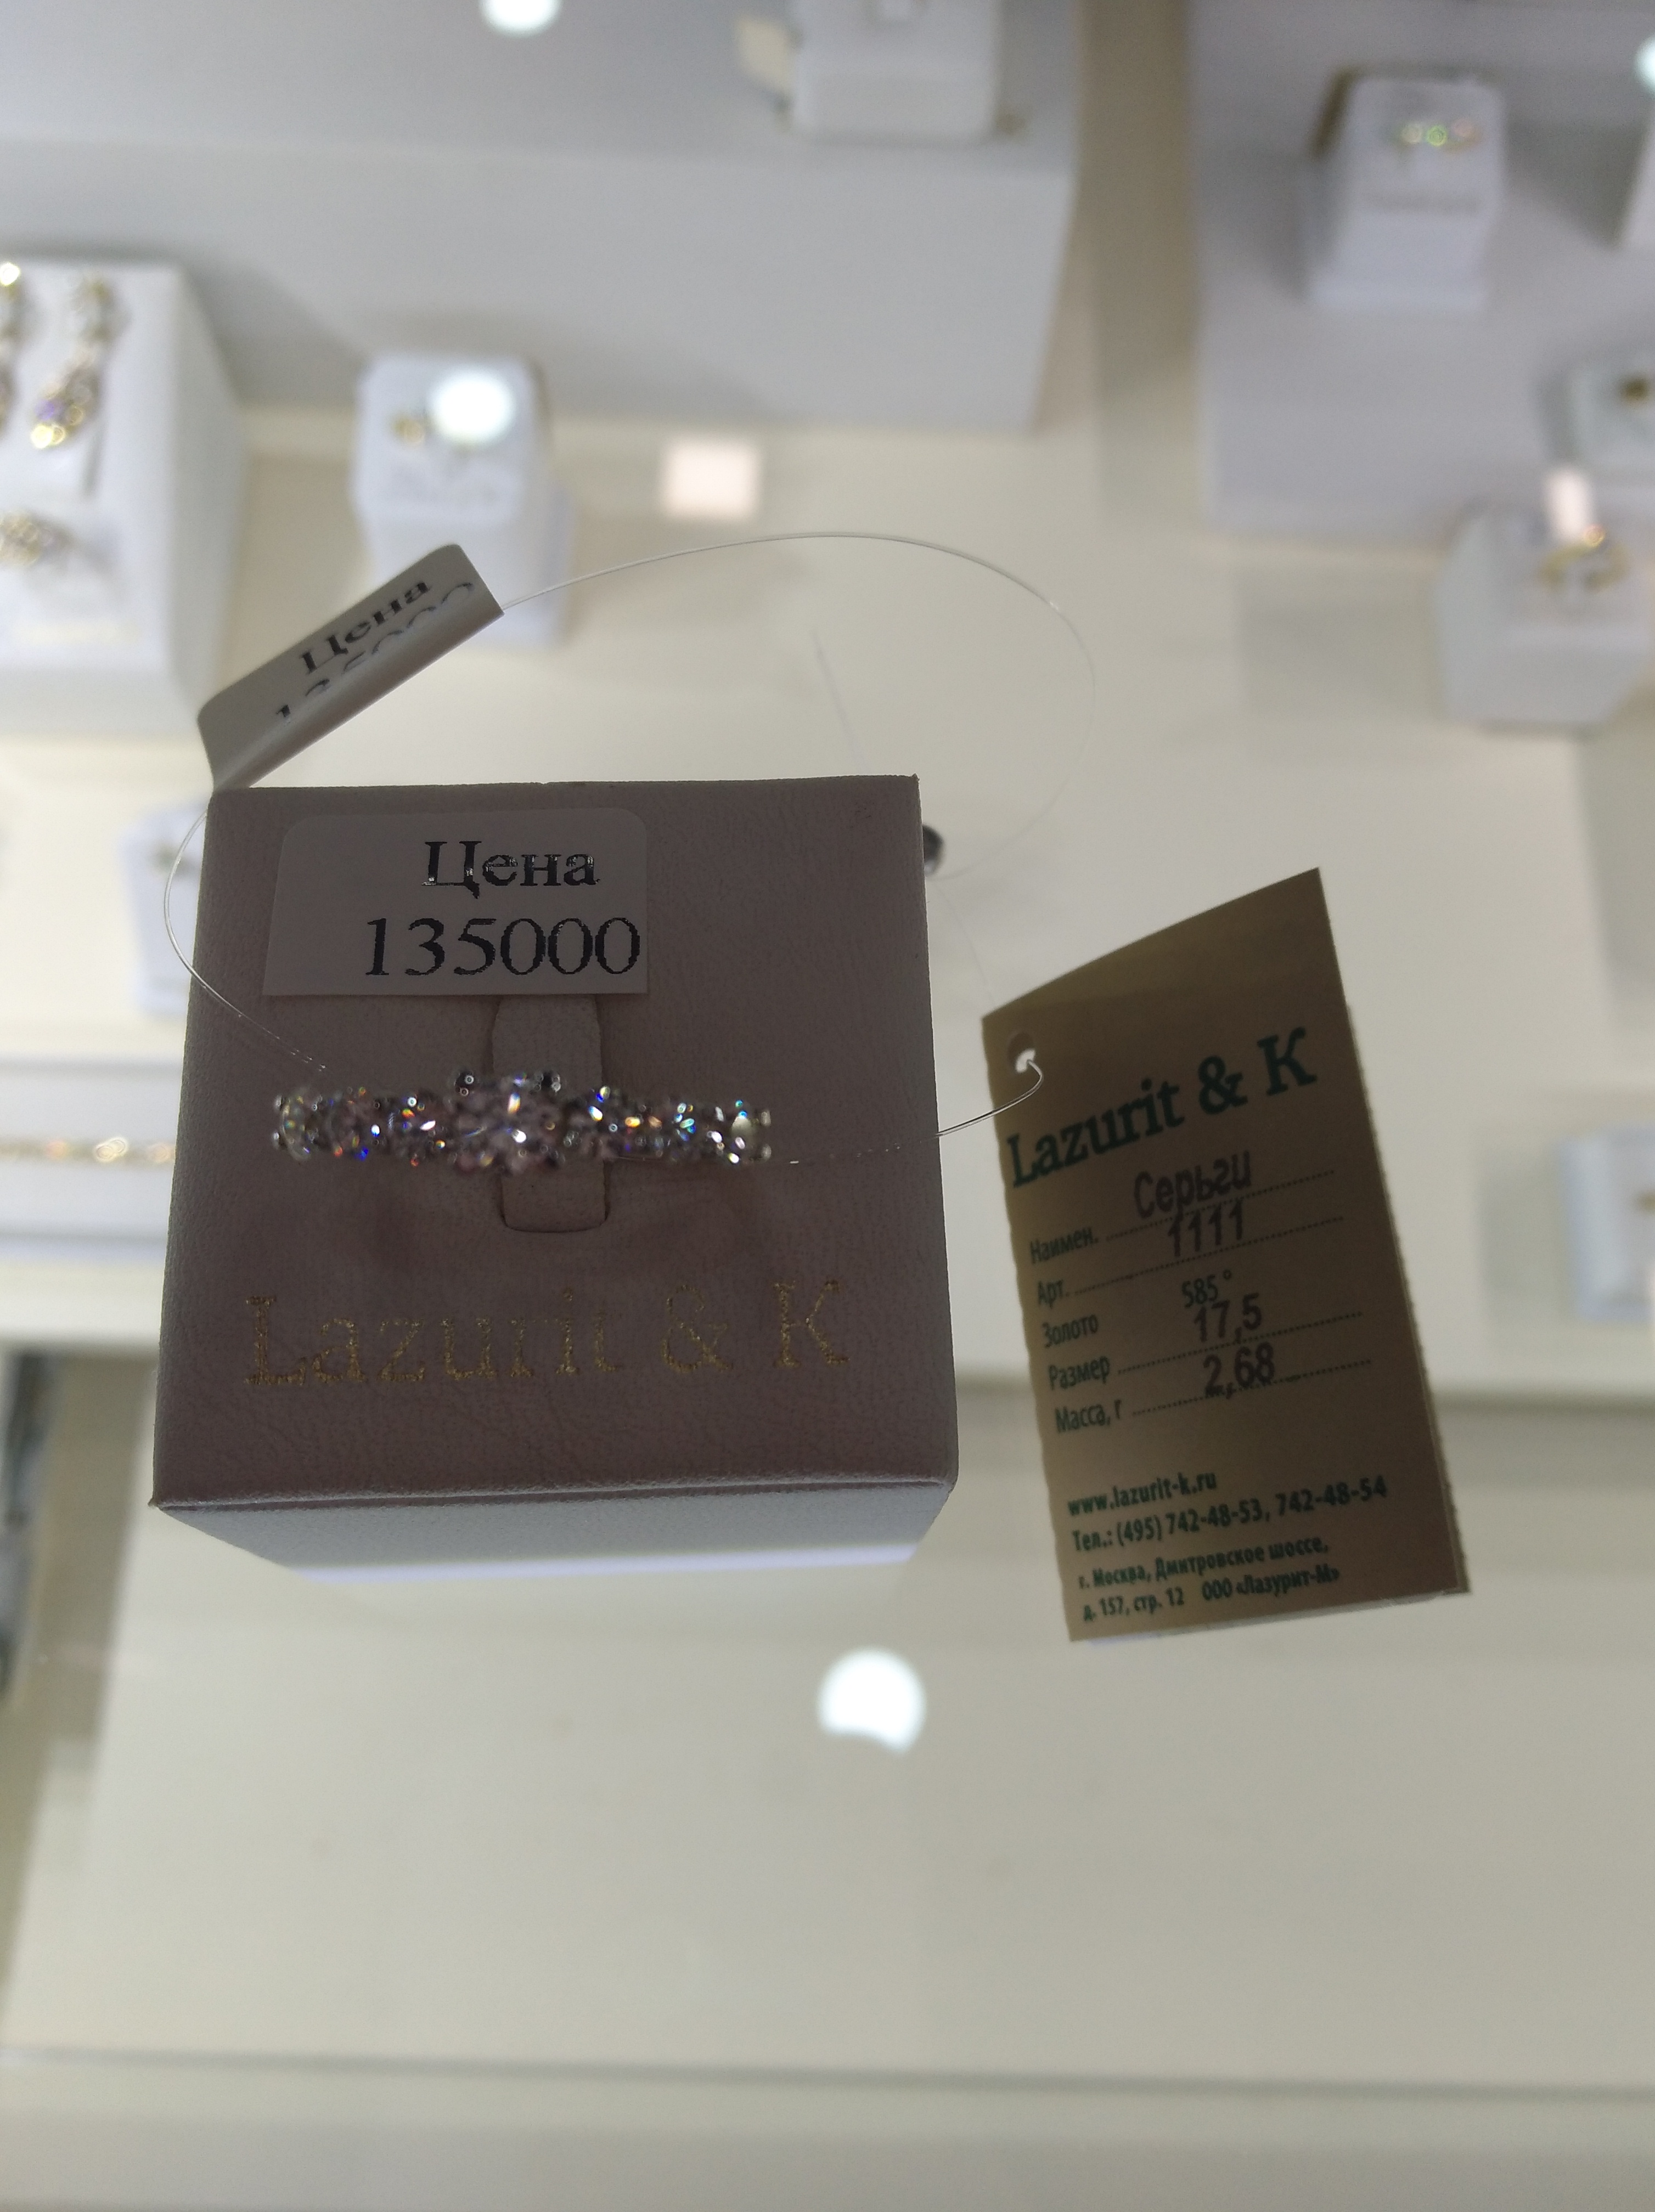 Цена
135000
Цена
135000
Lazurit & K
Lazurit & K
Наимен. Серьги
Арт. 1111
Золото 585°
Размер 17,5
Масса, г 2,68
www.lazurit-k.ru
Тел.: (495) 742-48-53, 742-48-54
г. Москва, Дмитровское шоссе,
д. 157, стр. 12 ООО «Лазурит-М»